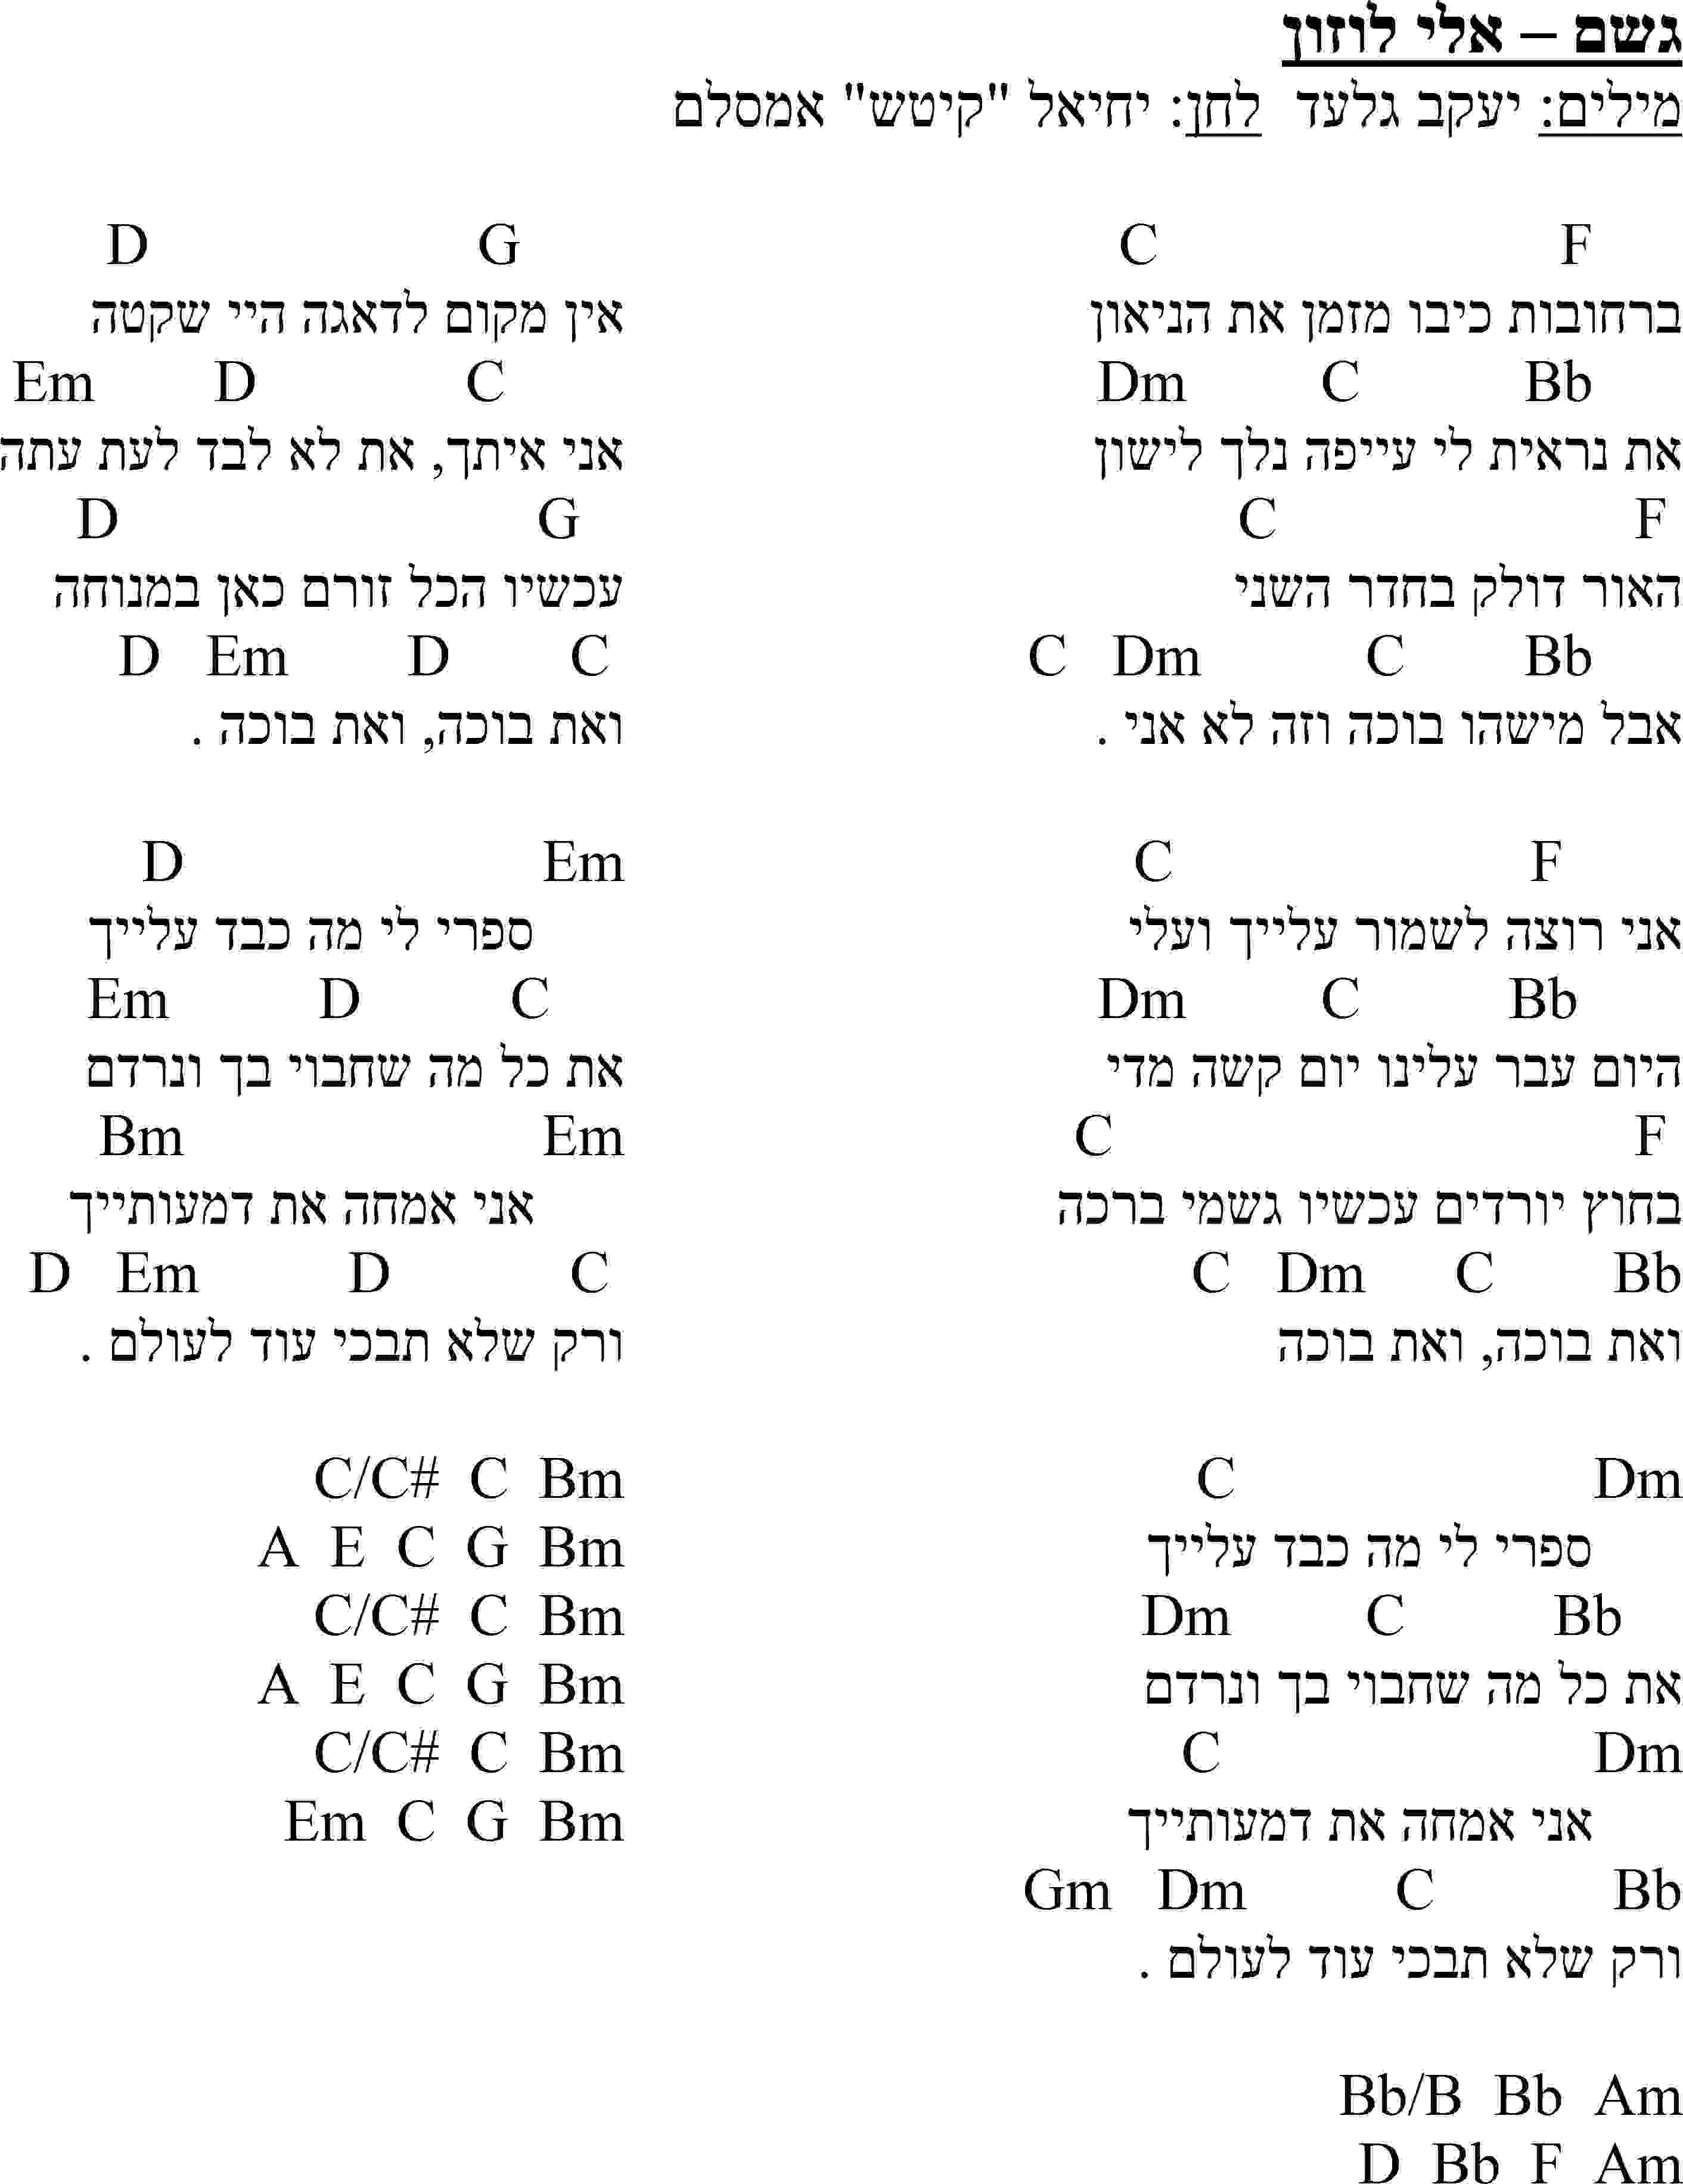 גשם – אלי לוזון
מילים: יעקב גלעד לחן: יחיאל "קיטש" אמסלם
F C
ברחובות כיבו מזמן את הניאון
Bb C Dm
את נראית לי עייפה נלך לישון
F C
האור דולק בחדר השני
Bb C Dm C
אבל מישהו בוכה וזה לא אני .
F C
אני רוצה לשמור עלייך ועלי
Bb C Dm
היום עבר עלינו יום קשה מדי
F C
בחוץ יורדים עכשיו גשמי ברכה
Bb C Dm C
ואת בוכה, ואת בוכה
Dm C
ספרי לי מה כבד עלייך
Bb C Dm
את כל מה שחבוי בך ונרדם
Dm C
אני אמחה את דמעותייך
Bb C Dm Gm
ורק שלא תבכי עוד לעולם .
Am Bb Bb/B
Am F Bb D
G D
אין מקום לדאגה היי שקטה
C D Em
אני איתך, את לא לבד לעת עתה
G D
עכשיו הכל זורם כאן במנוחה
C D Em D
ואת בוכה, ואת בוכה .
Em D
ספרי לי מה כבד עלייך
C D Em
את כל מה שחבוי בך ונרדם
Em Bm
אני אמחה את דמעותייך
C D Em D
ורק שלא תבכי עוד לעולם .
Bm C C/C#
Bm G C E A
Bm C C/C#
Bm G C E A
Bm C C/C#
Bm G C Em